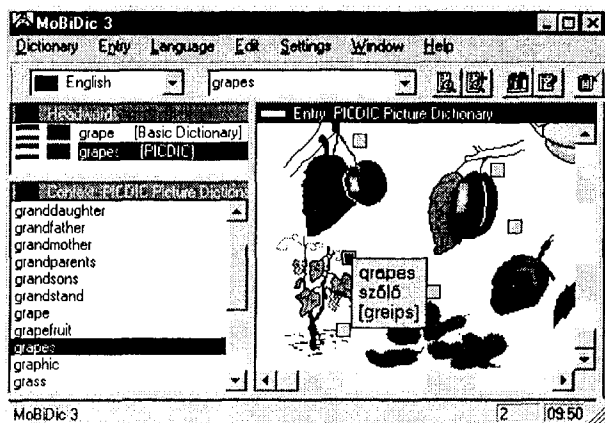 MoBiDic 3
Dictionary Entry Language Edit Settings Window Help
English grapes
Headwords
grape [Basic Dictionary]
grapes [PICDIC]
Entry: PICDIC Picture Dictionary
Context: PICDIC Picture Diction
granddaughter
grandfather
grandmother
grandparents
grandsons
grandstand
grape
grapefruit
grapes
graphic
grass
grapes
szőlő
[greips]
MoBiDic 3 2 09:50